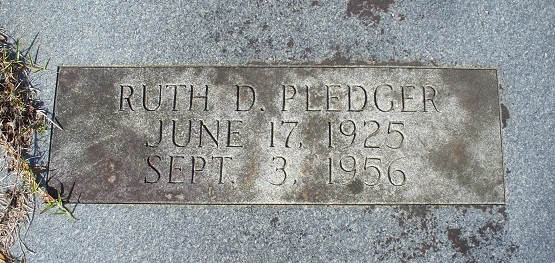 RUTH D. PLEDGER
JUNE 17, 1925
SEPT. 3, 1956